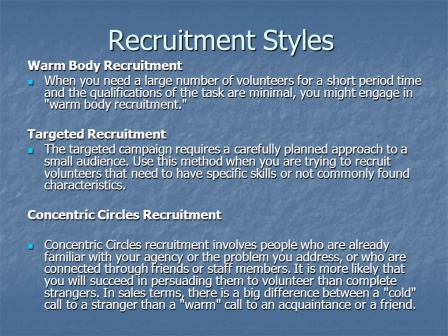 Recruitment Styles
Warm Body Recruitment
When you need a large number of volunteers for a short period time
and the qualifications of the task are minimal, you might engage in
"warm body recruitment."
Targeted Recruitment
The targeted campaign requires a carefully planned approach to a
small audience. Use this method when you are trying to recruit
volunteers that need to have specific skills or not commonly found
characteristics.
Concentric Circles Recruitment
Concentric Circles recruitment involves people who are already
familiar with your agency or the problem you address, or who are
connected through friends or staff members. It is more likely that
you will succeed in persuading them to volunteer than complete
strangers. In sales terms, there is a big difference between a "cold"
call to a stranger than a "warm" call to an acquaintance or a friend.